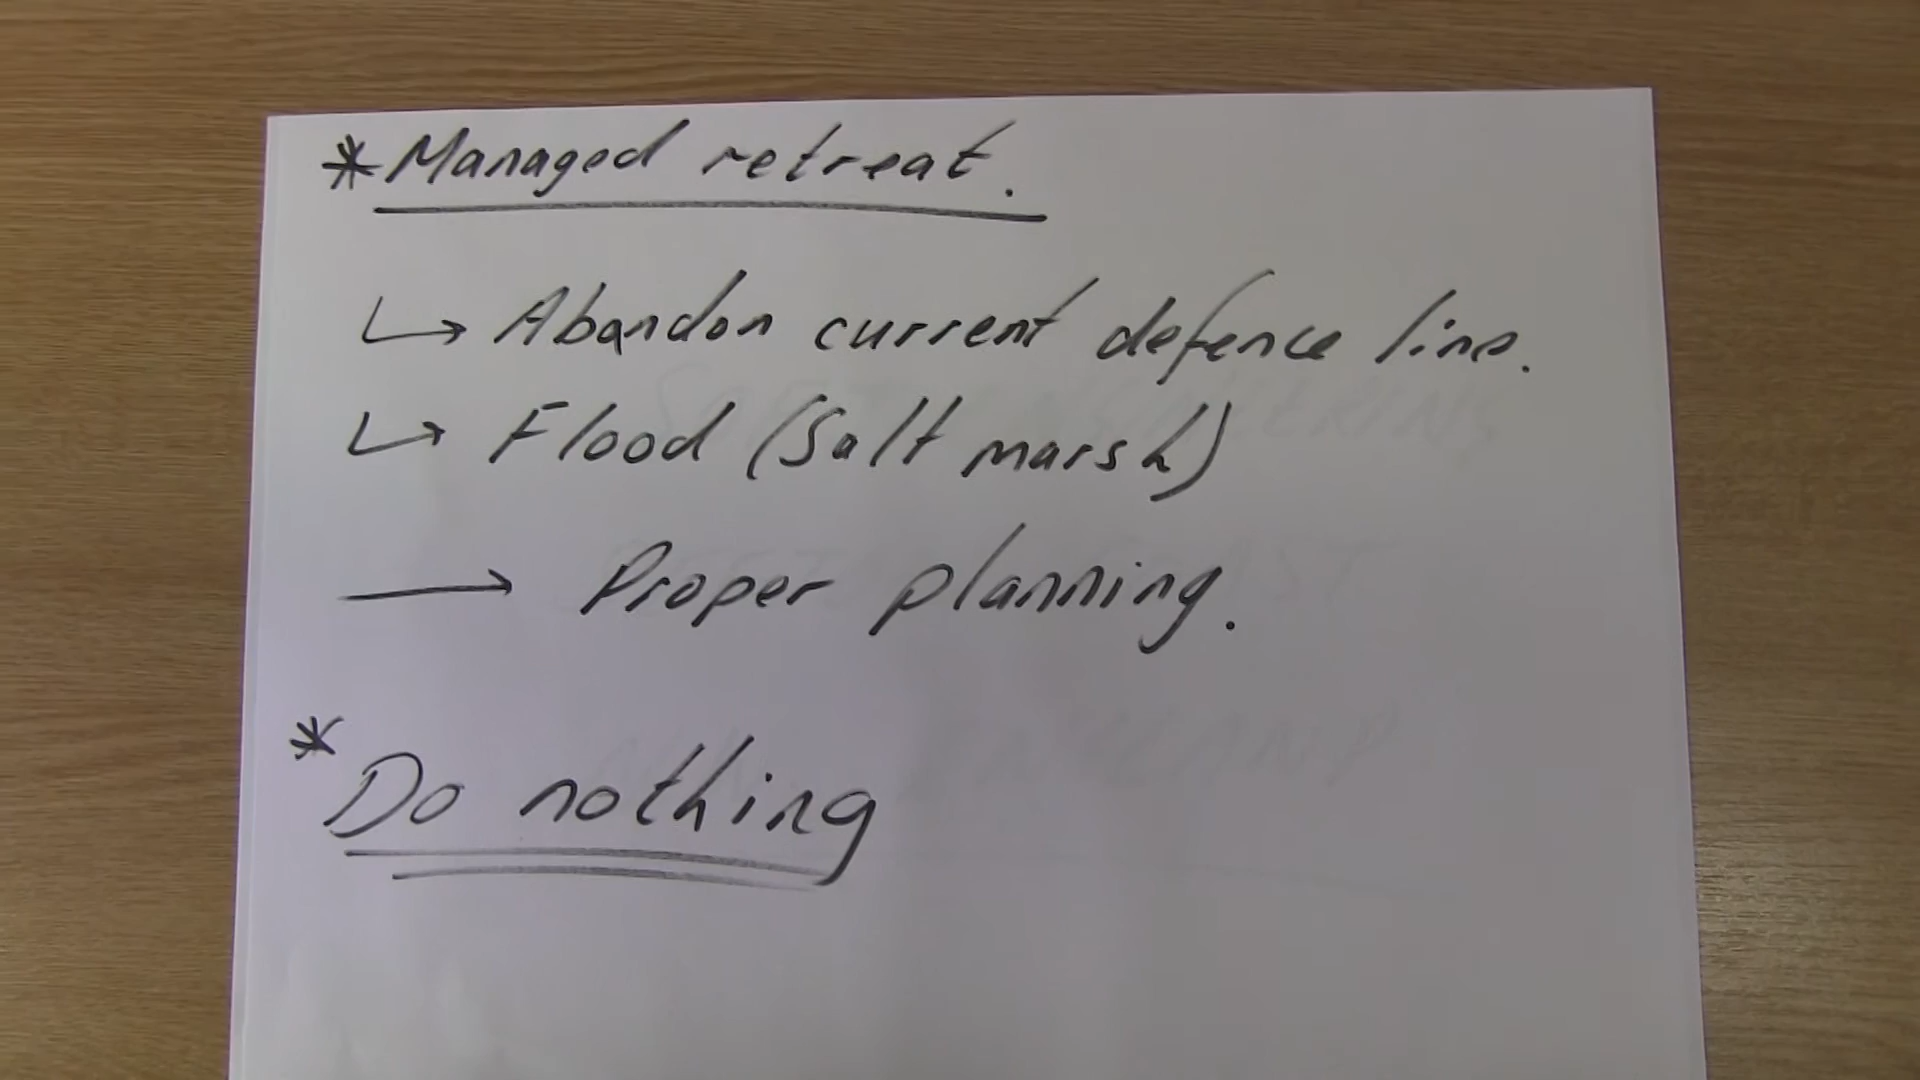 * Managed retreat.
↳ Abandon current defence line.
↳ Flood (Salt marsh)
→ Proper planning.
* Do nothing